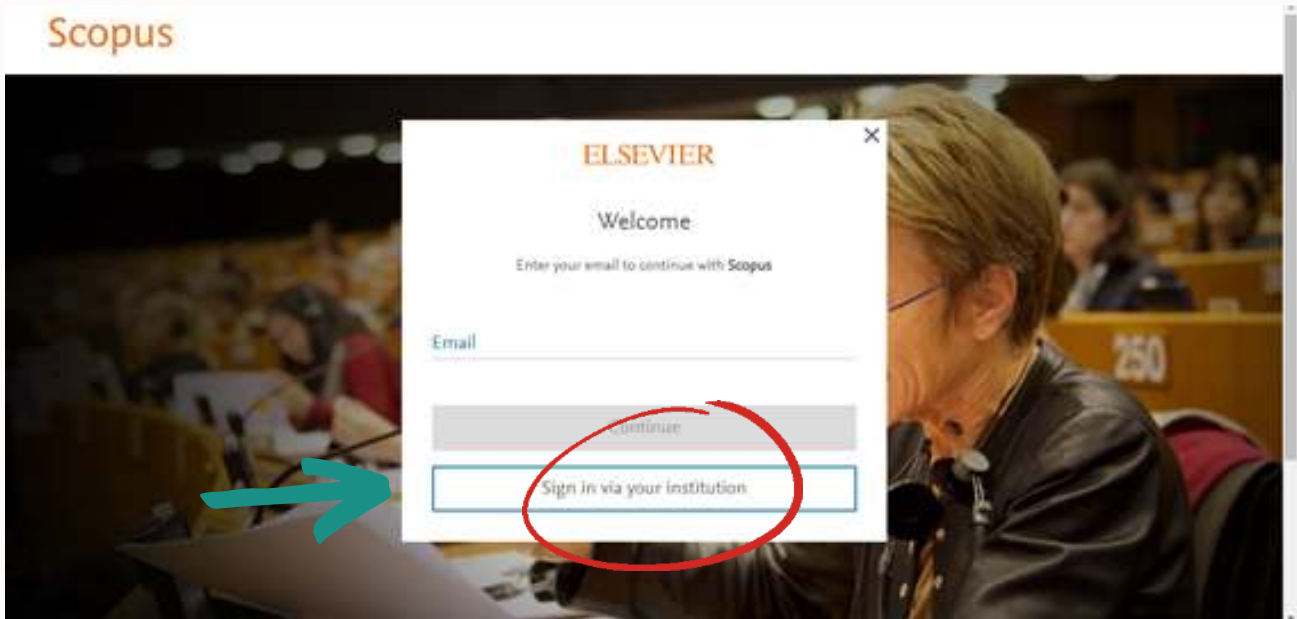 Scopus
ELSEVIER
Welcome
Enter your email to continue with Scopus
Email
Continue
Sign in via your institution
250